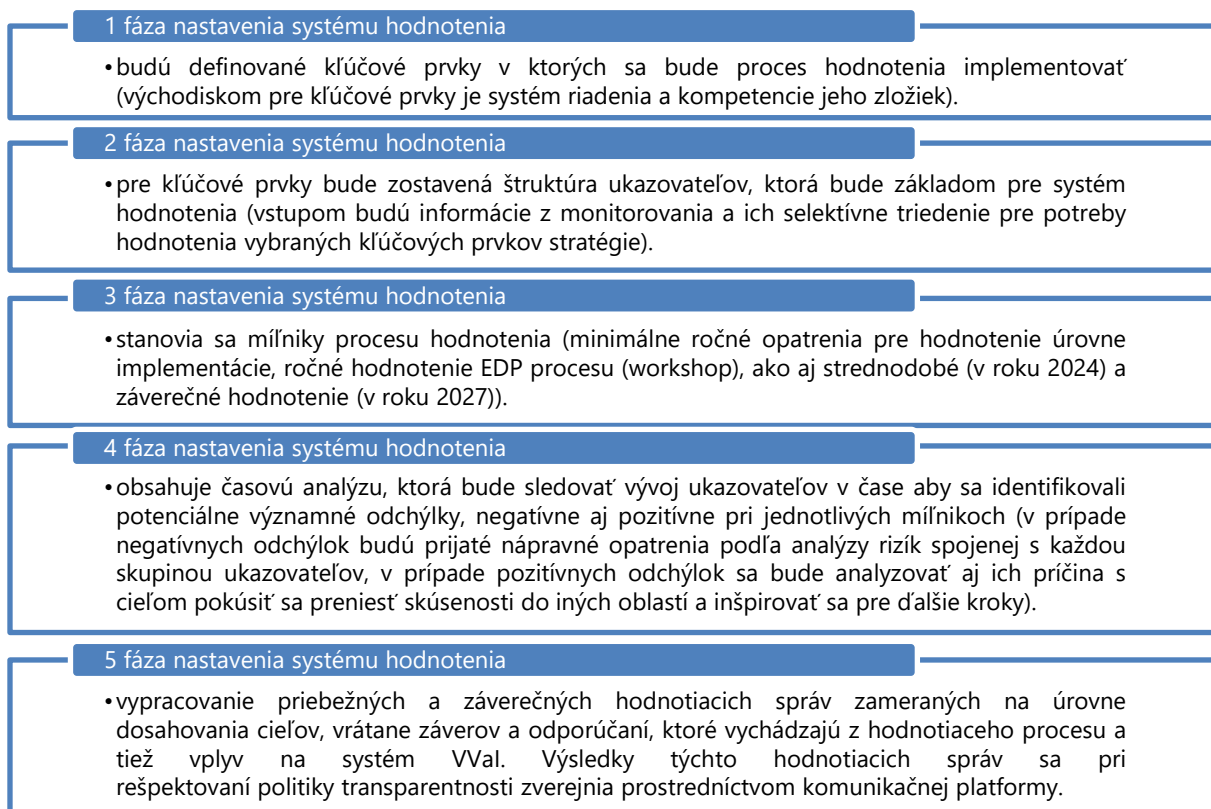 1 fáza nastavenia systému hodnotenia
•budú definované kľúčové prvky v ktorých sa bude proces hodnotenia implementovať
(východiskom pre kľúčové prvky je systém riadenia a kompetencie jeho zložiek).
2 fáza nastavenia systému hodnotenia
•pre kľúčové prvky bude zostavená štruktúra ukazovateľov, ktorá bude základom pre systém
hodnotenia (vstupom budú informácie z monitorovania a ich selektívne triedenie pre potreby
hodnotenia vybraných kľúčových prvkov stratégie).
3 fáza nastavenia systému hodnotenia
•stanovia sa míľniky procesu hodnotenia (minimálne ročné opatrenia pre hodnotenie úrovne
implementácie, ročné hodnotenie EDP procesu (workshop), ako aj strednodobé (v roku 2024) a
záverečné hodnotenie (v roku 2027)).
4 fáza nastavenia systému hodnotenia
•obsahuje časovú analýzu, ktorá bude sledovať vývoj ukazovateľov v čase aby sa identifikovali
potenciálne významné odchýlky, negatívne aj pozitívne pri jednotlivých míľnikoch (v prípade
negatívnych odchýlok budú prijaté nápravné opatrenia podľa analýzy rizík spojenej s každou
skupinou ukazovateľov, v prípade pozitívnych odchýlok sa bude analyzovať aj ich príčina s
cieľom pokúsiť sa preniesť skúsenosti do iných oblastí a inšpirovať sa pre ďalšie kroky).
5 fáza nastavenia systému hodnotenia
•vypracovanie priebežných a záverečných hodnotiacich správ zameraných na úrovne
dosahovania cieľov, vrátane záverov a odporúčaní, ktoré vychádzajú z hodnotiaceho procesu a
tiež vplyv na systém VVaI. Výsledky týchto hodnotiacich správ sa pri
rešpektovaní politiky transparentnosti zverejnia prostredníctvom komunikačnej platformy.